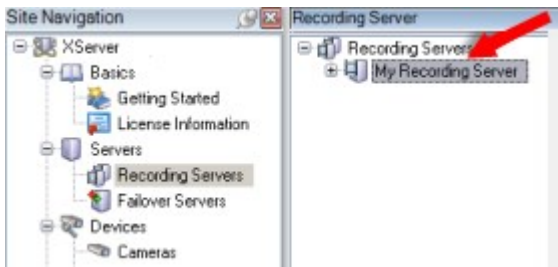 Site Navigation
XServer
Basics
Getting Started
License Information
Servers
Recording Servers
Failover Servers
Devices
Cameras
Recording Server
Recording Servers
My Recording Server